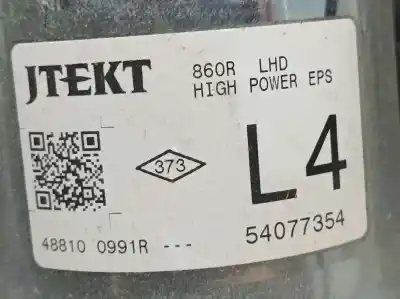 JTEKT
860R LHD
HIGH POWER EPS
373
L4
48810 0991R ---
54077354